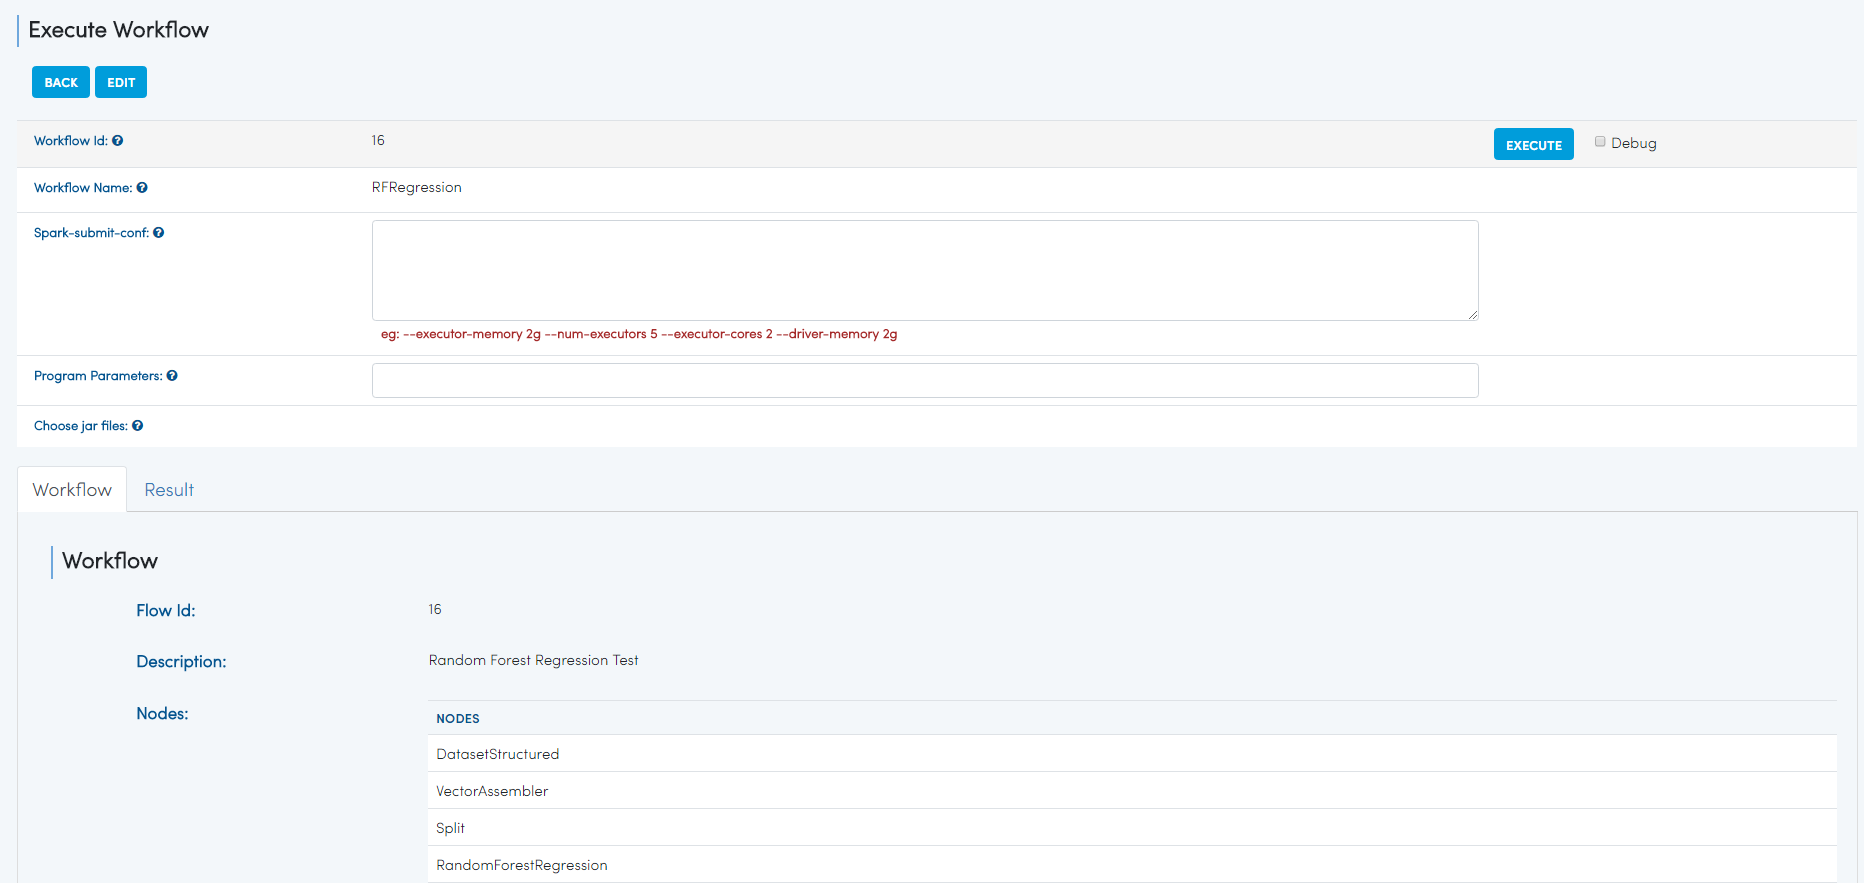 Execute Workflow
BACK EDIT
Workflow Id: 16 EXECUTE Debug
Workflow Name: RFRegression
Spark-submit-conf:
eg: --executor-memory 2g --num-executors 5 --executor-cores 2 --driver-memory 2g
Program Parameters:
Choose jar files:
Workflow Result
Workflow
Flow Id: 16
Description: Random Forest Regression Test
Nodes: NODES
DatasetStructured
VectorAssembler
Split
RandomForestRegression